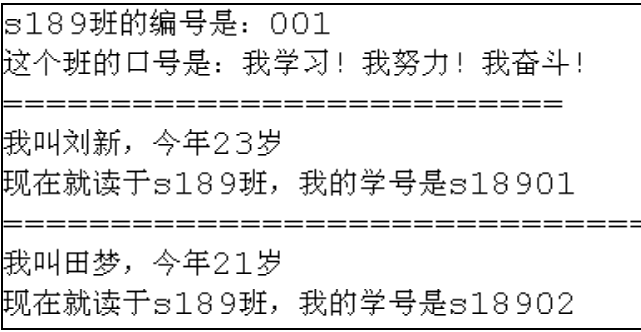 s189班的编号是：001
这个班的口号是：我学习！我努力！我奋斗！
==========================
我叫刘新，今年23岁
现在就读于s189班，我的学号是s18901
==============================
我叫田梦，今年21岁
现在就读于s189班，我的学号是s18902